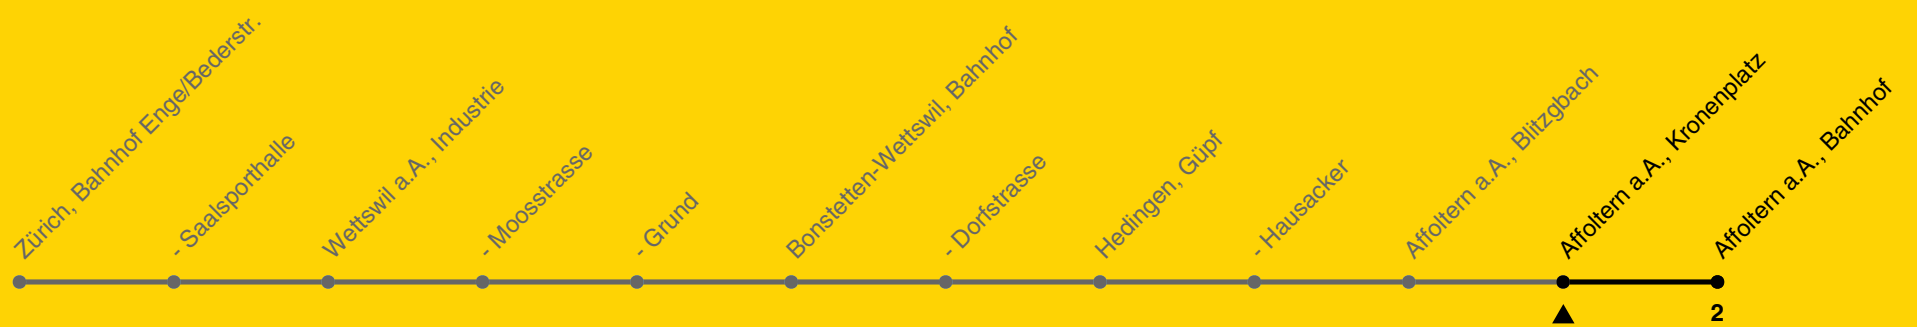 Zürich, Bahnhof Enge/Bederstr.
- Saalsporthalle
Wettswil a.A., Industrie
- Moosstrasse
- Grund
Bonstetten-Wettswil, Bahnhof
- Dorfstrasse
Hedingen, Güpf
- Hausacker
Affoltern a.A., Blitzgbach
Affoltern a.A., Kronenplatz
Affoltern a.A., Bahnhof
2